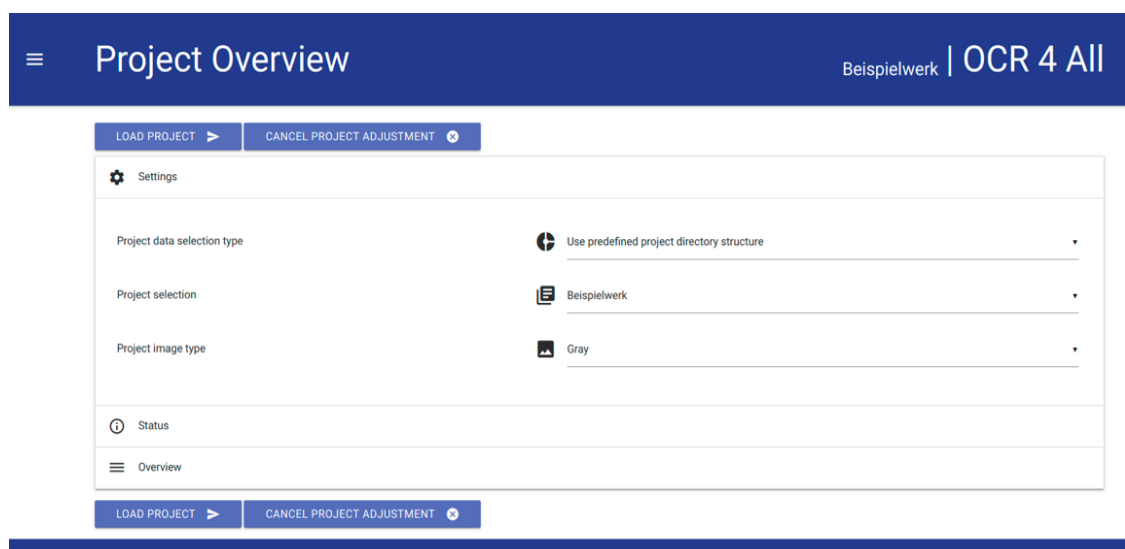 Project Overview
Beispielwerk | OCR 4 All
LOAD PROJECT CANCEL PROJECT ADJUSTMENT
Settings
Project data selection type Use predefined project directory structure
Project selection Beispielwerk
Project image type Gray
Status
Overview
LOAD PROJECT CANCEL PROJECT ADJUSTMENT